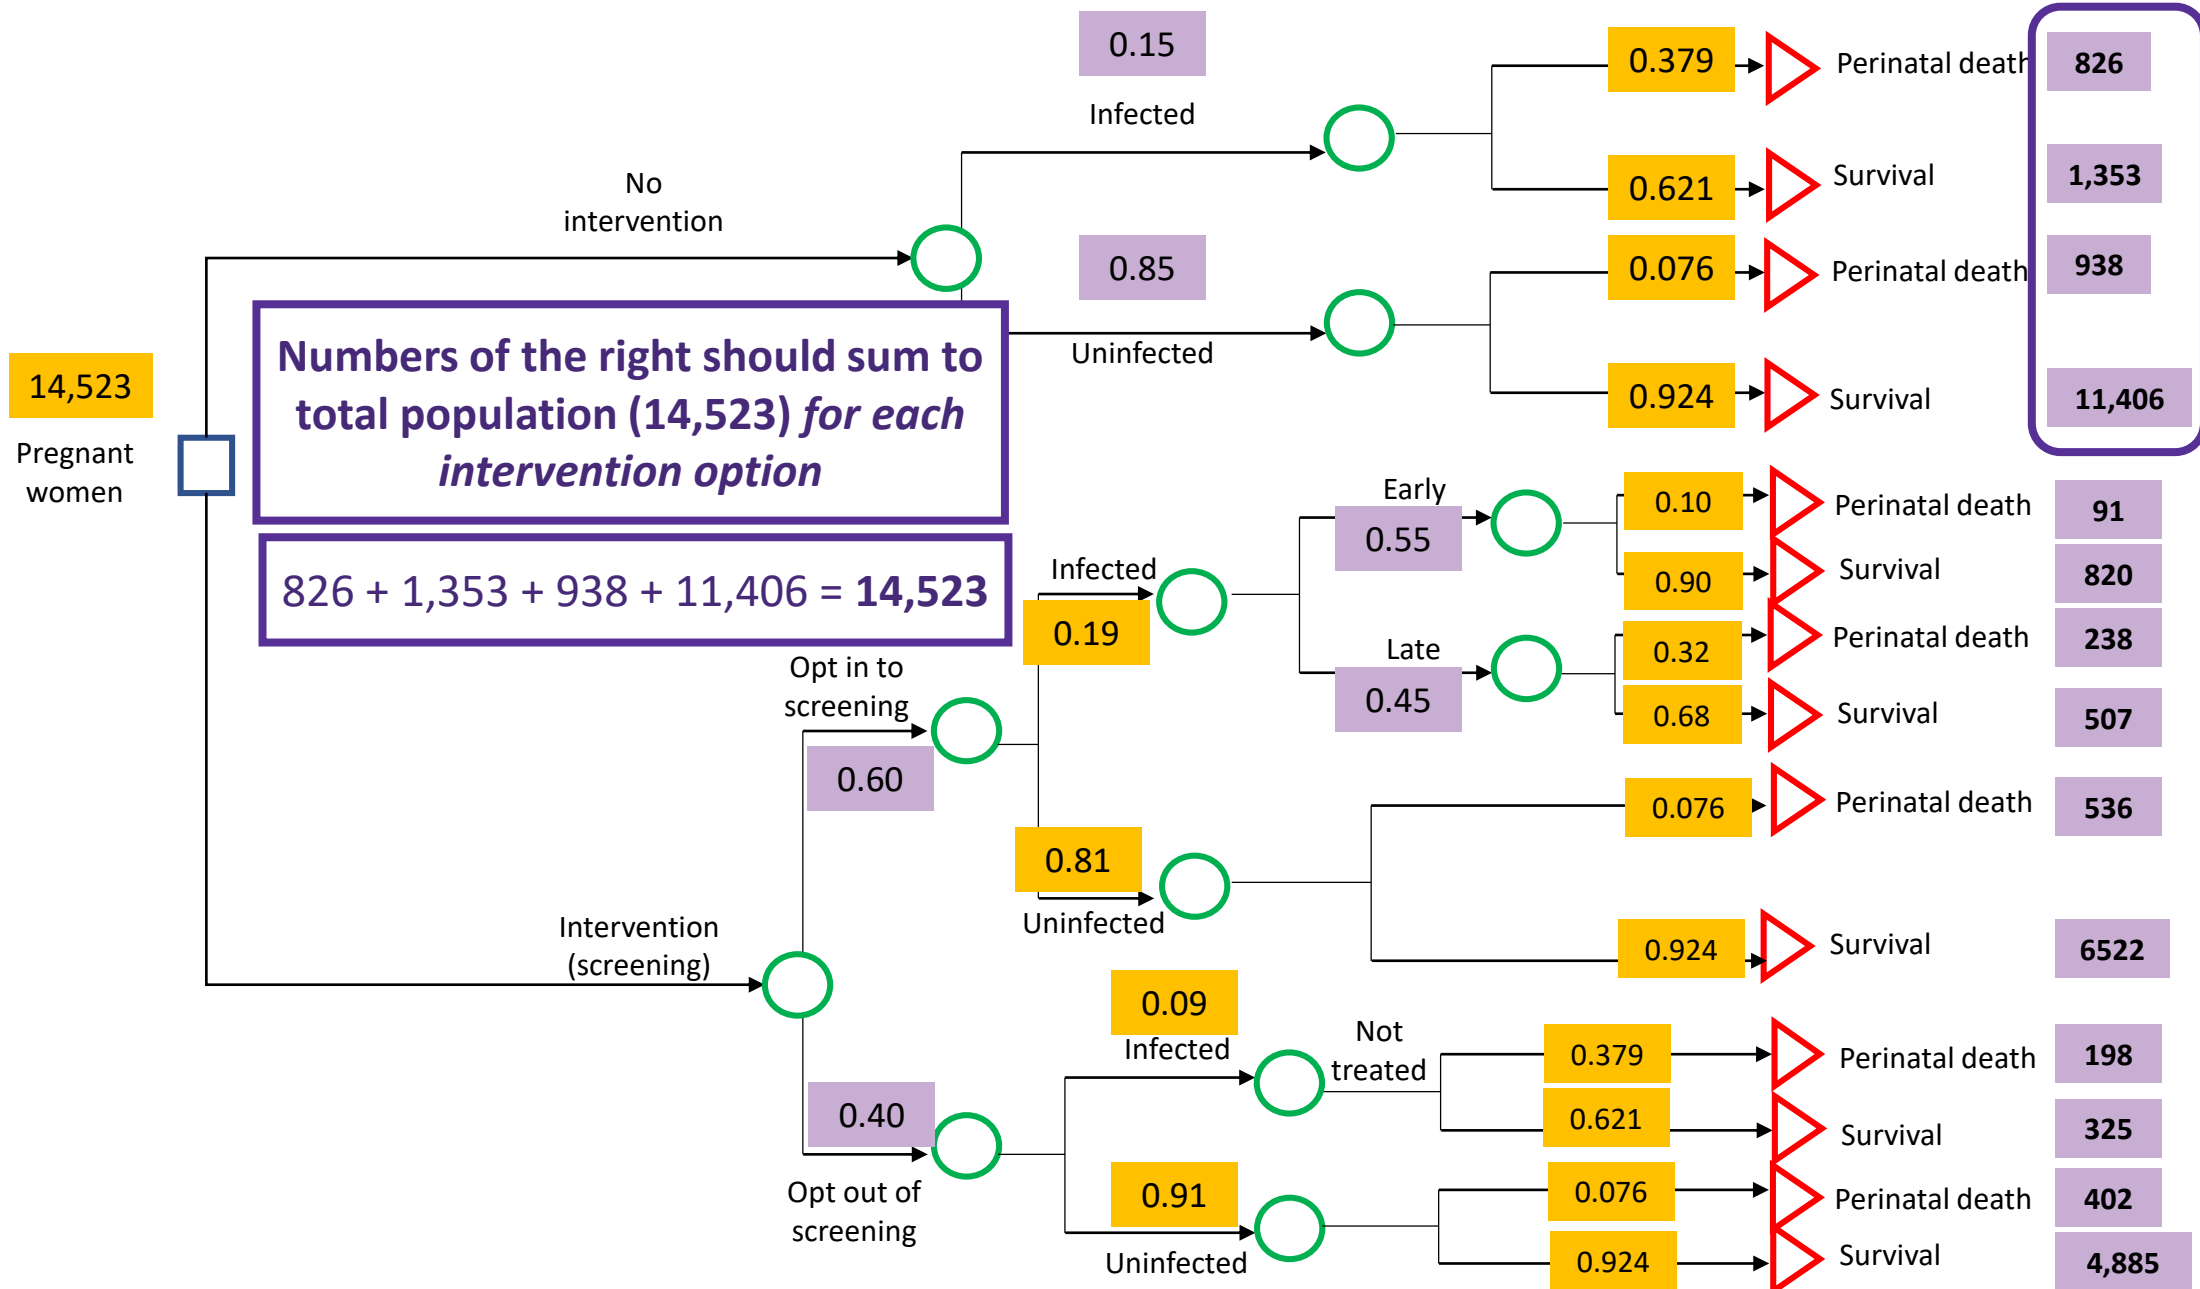 0.15
Infected
0.379
Perinatal death
826
0.621
Survival
1,353
No
intervention
0.85
Uninfected
0.076
Perinatal death
938
0.924
Survival
11,406
14,523
Pregnant
women
Numbers of the right should sum to
total population (14,523) for each
intervention option
826 + 1,353 + 938 + 11,406 = 14,523
Early
0.55
0.10
Perinatal death
91
0.90
Survival
820
Infected
0.19
Late
0.45
0.32
Perinatal death
238
0.68
Survival
507
Opt in to
screening
0.60
0.81
Uninfected
0.076
Perinatal death
536
0.924
Survival
6522
Intervention
(screening)
0.09
Infected
Not
treated
0.379
Perinatal death
198
0.621
Survival
325
0.40
Opt out of
screening
0.91
Uninfected
0.076
Perinatal death
402
0.924
Survival
4,885